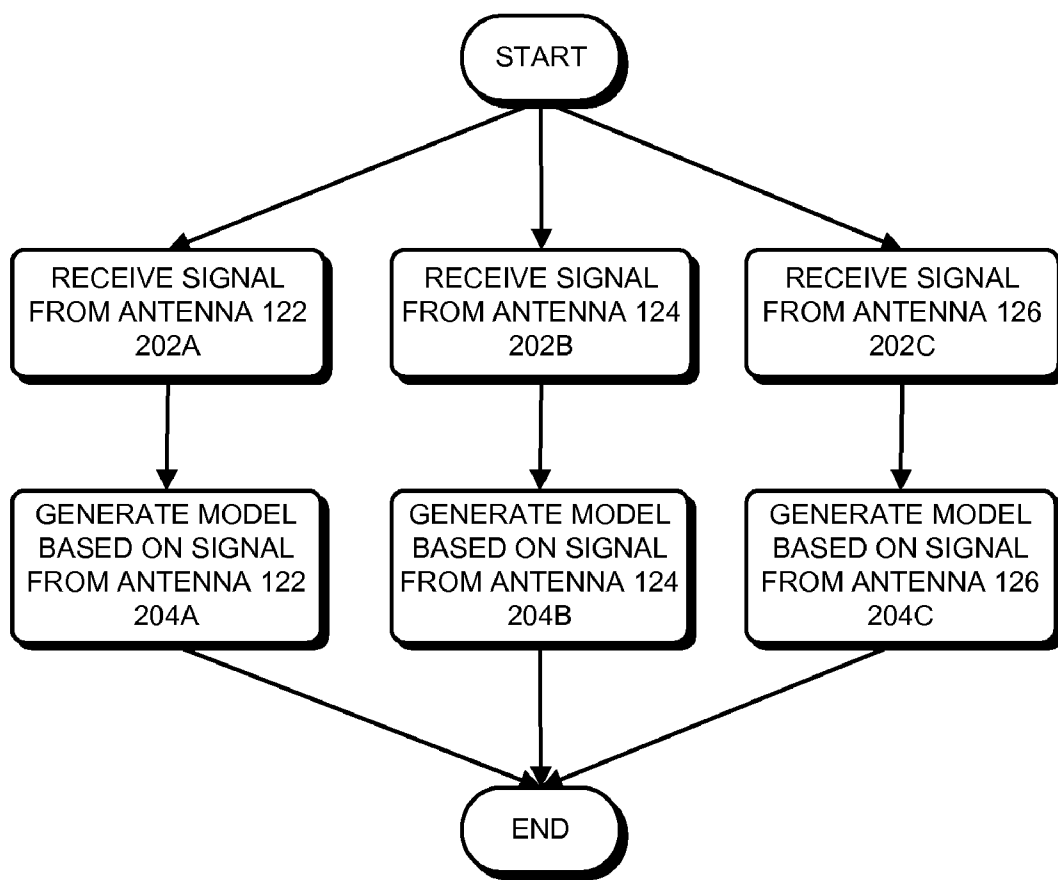 START
RECEIVE SIGNAL
FROM ANTENNA 122
202A
RECEIVE SIGNAL
FROM ANTENNA 124
202B
RECEIVE SIGNAL
FROM ANTENNA 126
202C
GENERATE MODEL
BASED ON SIGNAL
FROM ANTENNA 122
204A
GENERATE MODEL
BASED ON SIGNAL
FROM ANTENNA 124
204B
GENERATE MODEL
BASED ON SIGNAL
FROM ANTENNA 126
204C
END